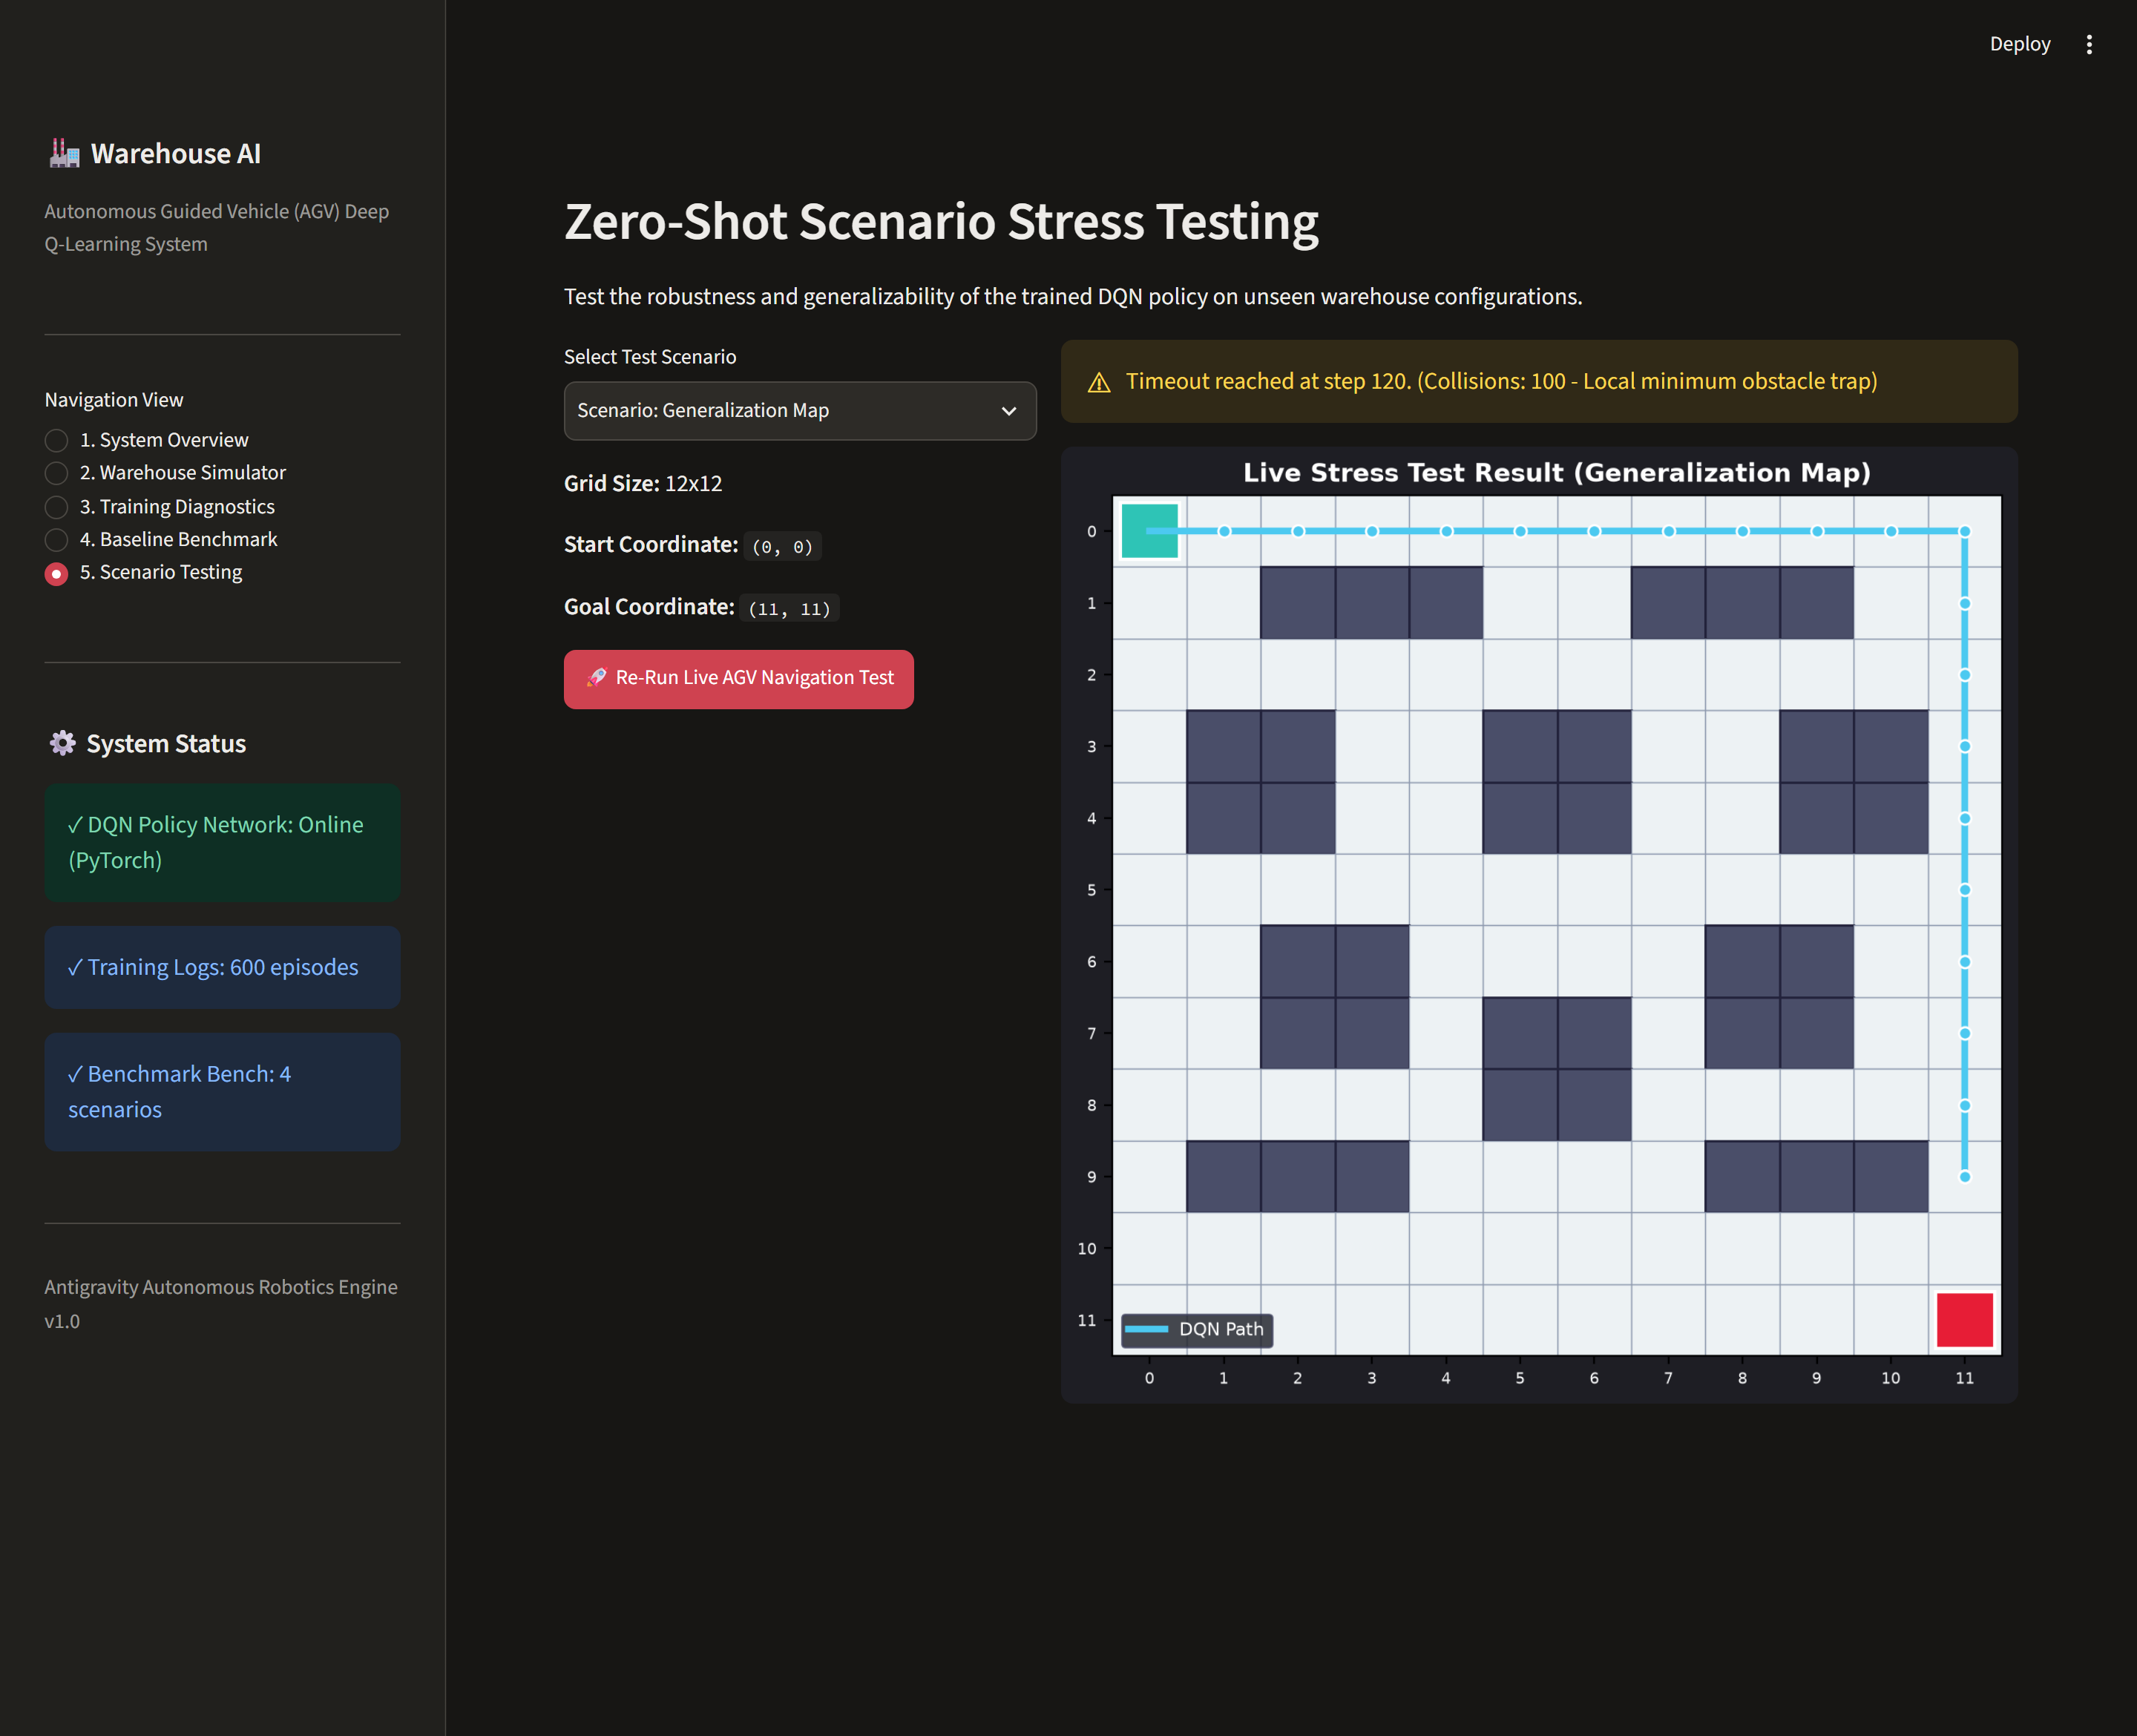 Deploy
🏭 Warehouse AI
Autonomous Guided Vehicle (AGV) Deep
Q-Learning System
Navigation View
1. System Overview
2. Warehouse Simulator
3. Training Diagnostics
4. Baseline Benchmark
5. Scenario Testing
⚙️ System Status
✓ DQN Policy Network: Online
(PyTorch)
✓ Training Logs: 600 episodes
✓ Benchmark Bench: 4
scenarios
Antigravity Autonomous Robotics Engine
v1.0
Zero-Shot Scenario Stress Testing
Test the robustness and generalizability of the trained DQN policy on unseen warehouse configurations.
Select Test Scenario
Scenario: Generalization Map
Grid Size: 12x12
Start Coordinate: (0, 0)
Goal Coordinate: (11, 11)
🚀 Re-Run Live AGV Navigation Test
⚠ Timeout reached at step 120. (Collisions: 100 - Local minimum obstacle trap)
Live Stress Test Result (Generalization Map)
0
1
2
3
4
5
6
7
8
9
10
11
DQN Path
0 1 2 3 4 5 6 7 8 9 10 11